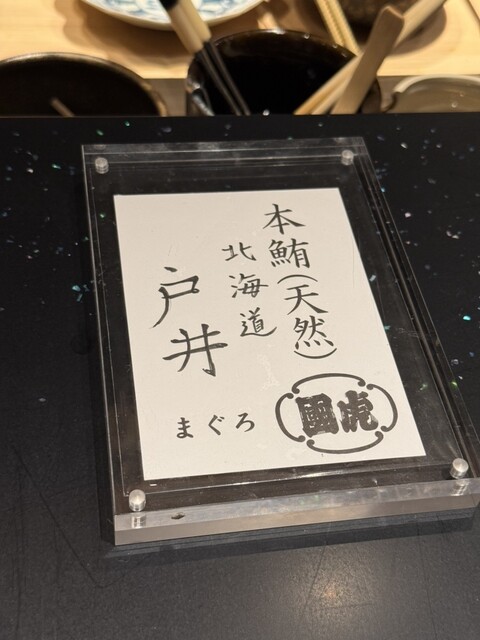 本鮪(天然)
北海道
戸井
まぐろ
國虎